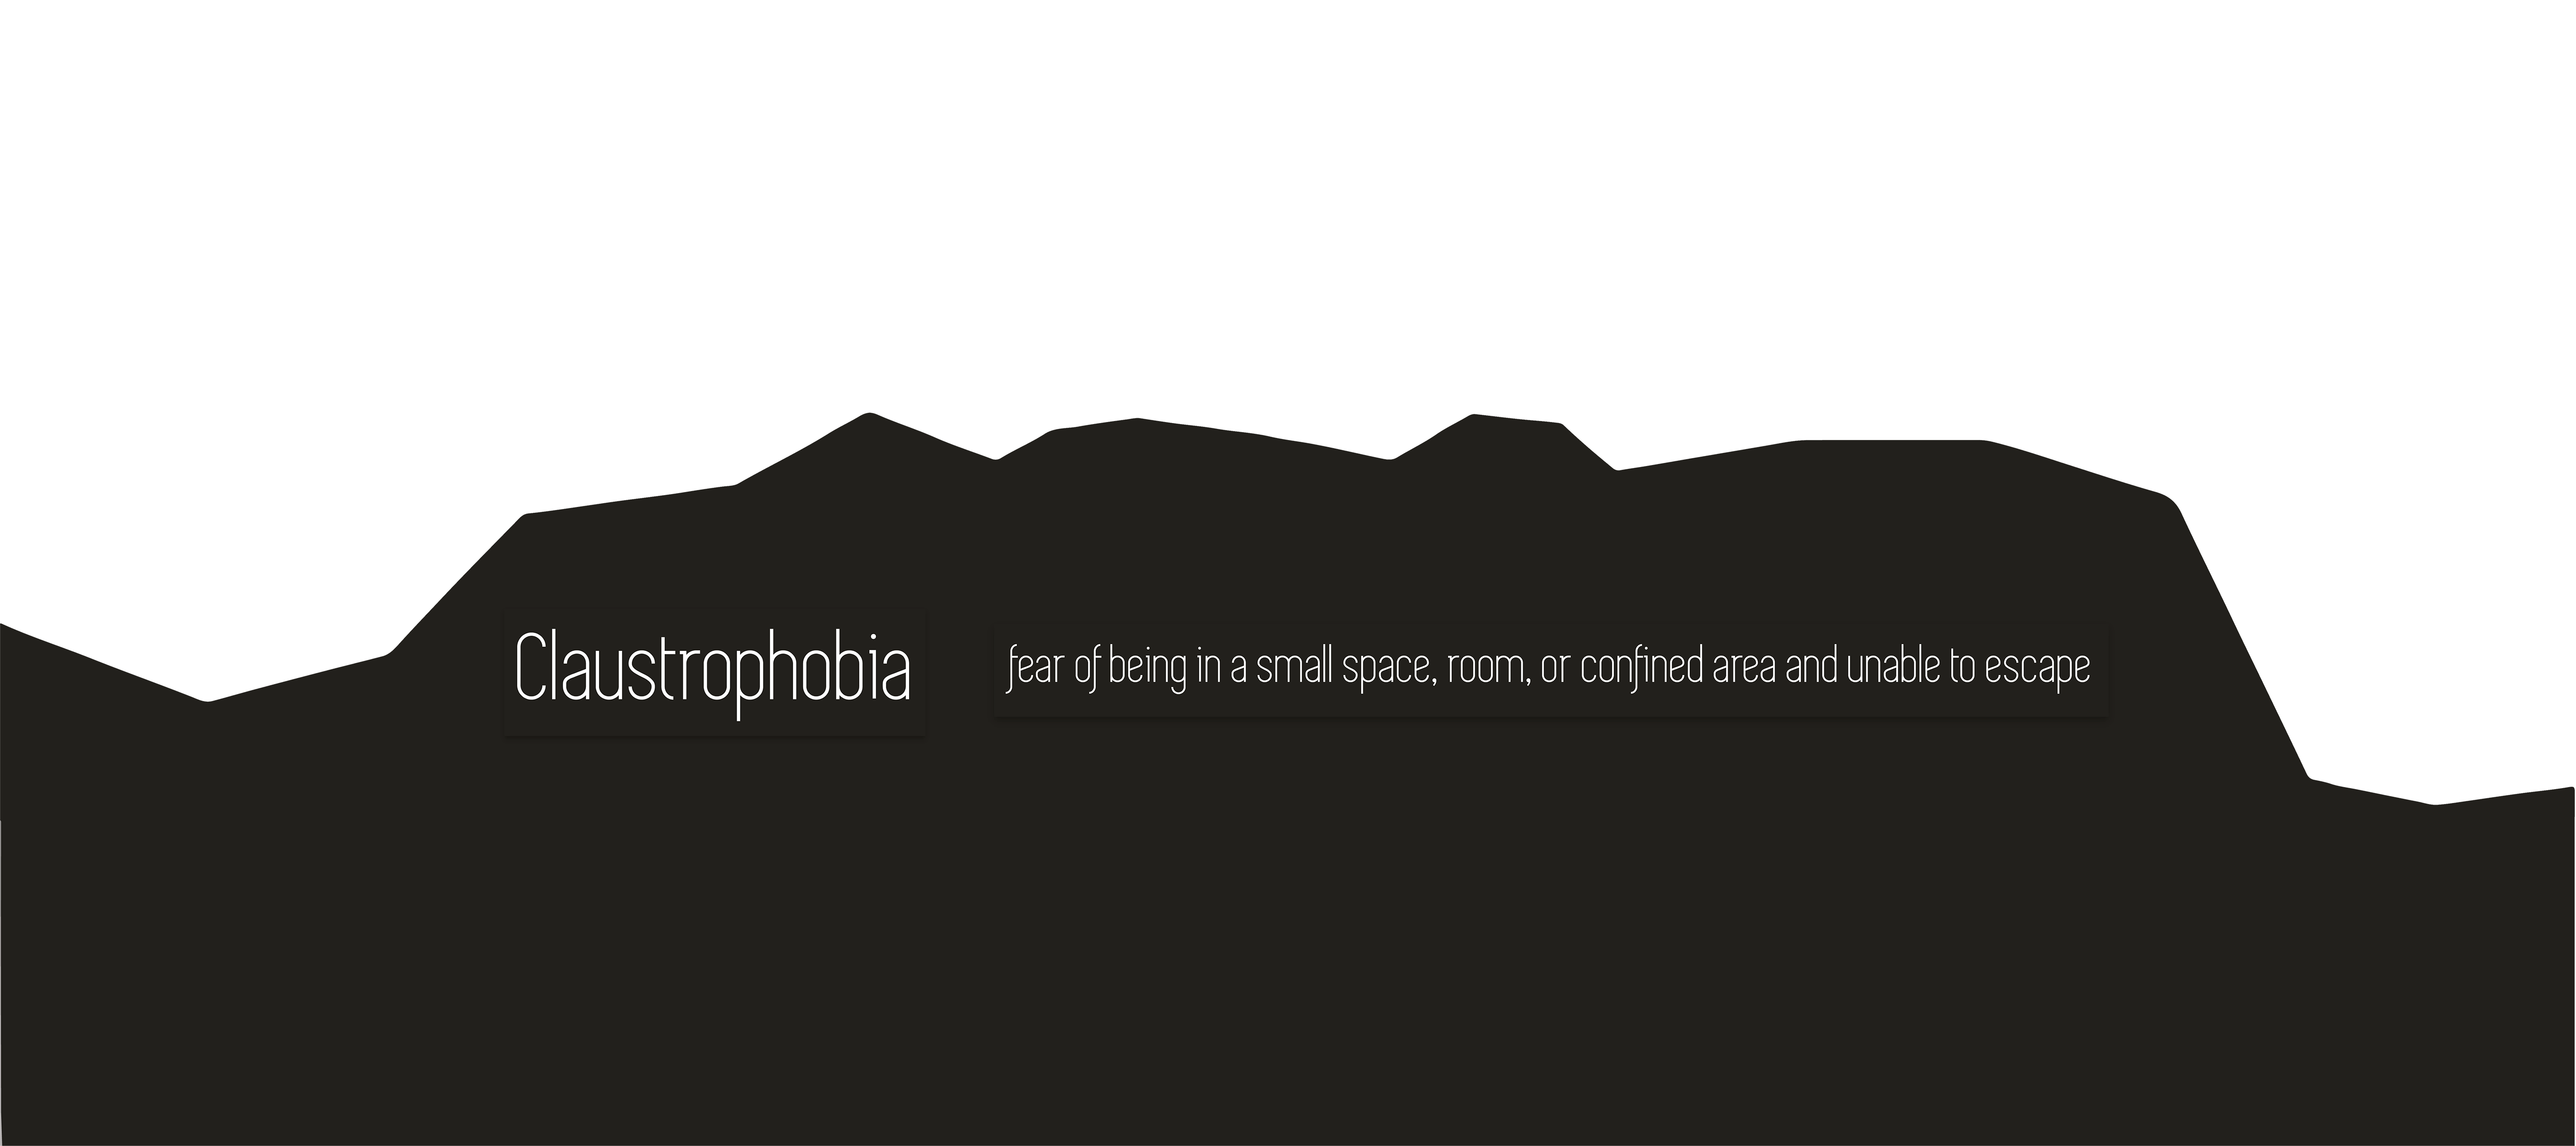 Claustrophobia
fear of being in a small space, room, or confined area and unable to escape